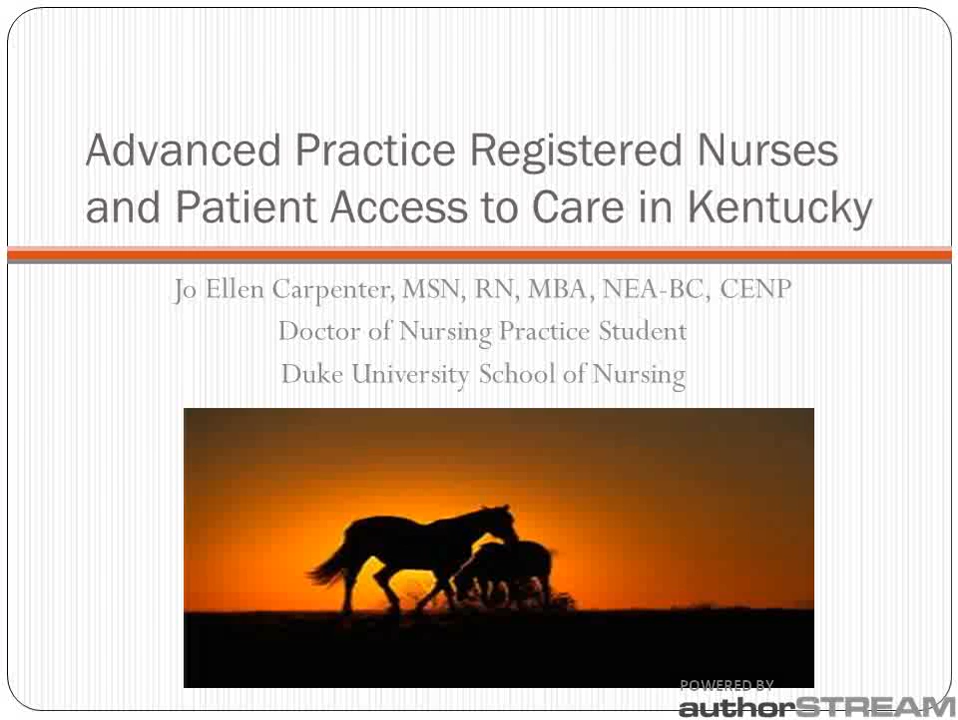 Advanced Practice Registered Nurses
and Patient Access to Care in Kentucky
Jo Ellen Carpenter, MSN, RN, MBA, NEA-BC, CENP
Doctor of Nursing Practice Student
Duke University School of Nursing
POWERED BY
authorSTREAM